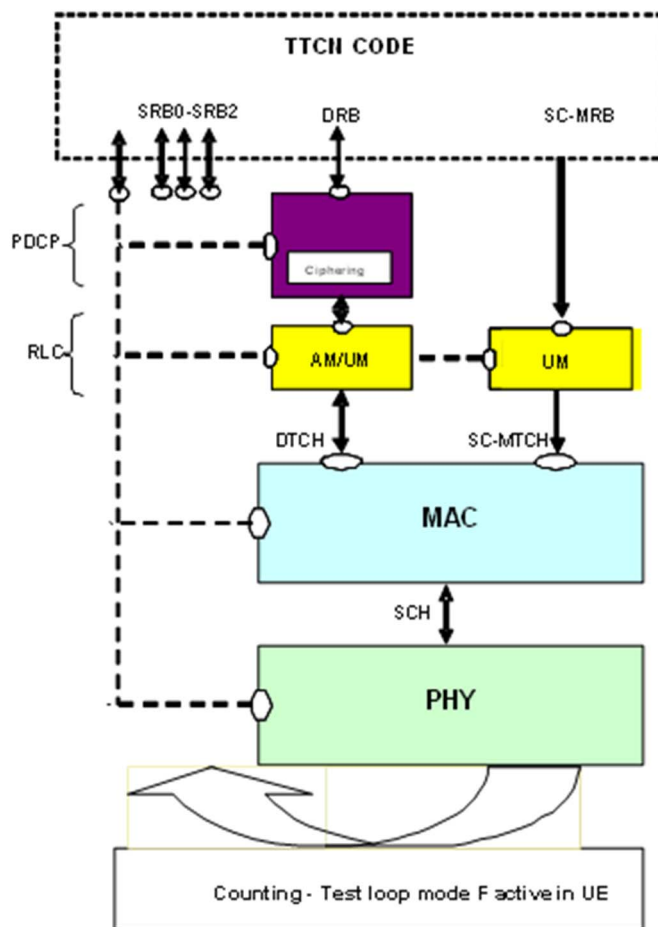 TTCN CODE
SRB0-SRB2
DRB
SC-MRB
PDCP
Ciphering
RLC
AM/UM
UM
DTCH
SC-MTCH
MAC
SCH
PHY
Counting - Test loop mode F active in UE